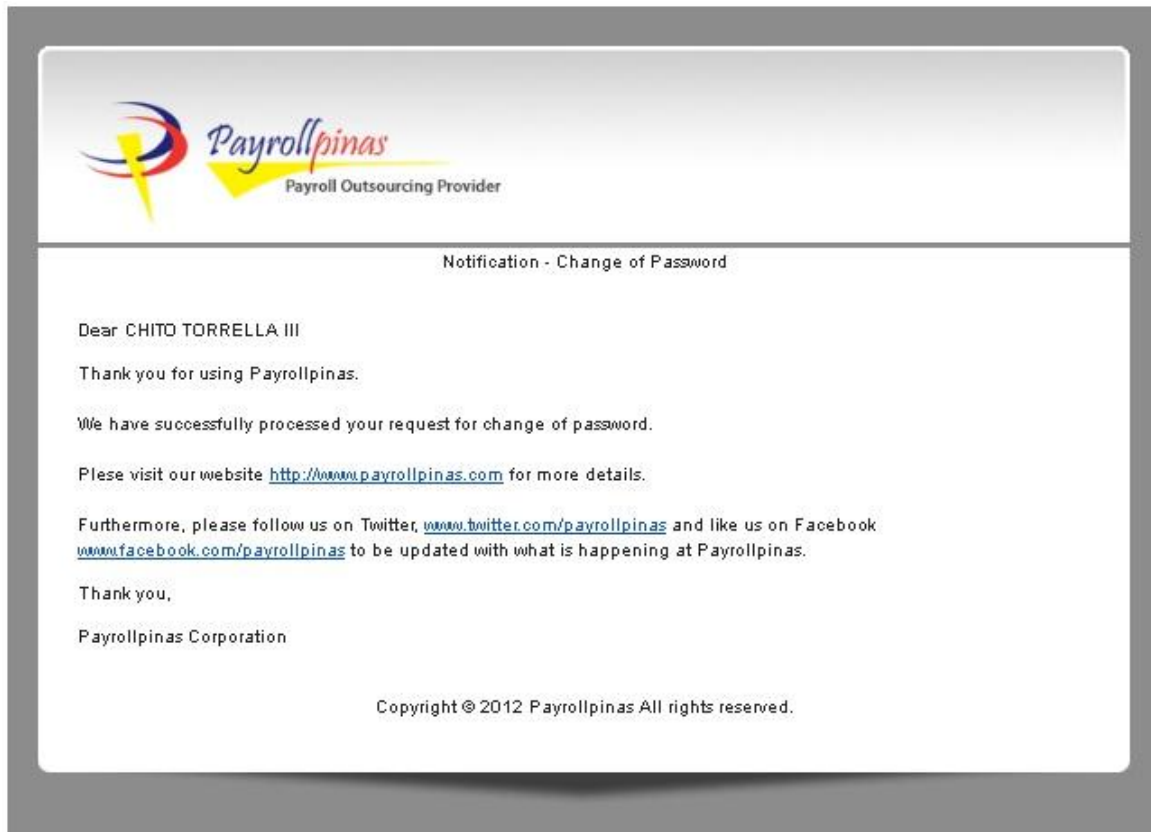 Payrollpinas
Payroll Outsourcing Provider
Notification - Change of Password
Dear CHITO TORRELLA III
Thank you for using Payrollpinas.
We have successfully processed your request for change of password.
Plese visit our website http://www.payrollpinas.com for more details.
Furthermore, please follow us on Twitter, www.twitter.com/payrollpinas and like us on Facebook
www.facebook.com/payrollpinas to be updated with what is happening at Payrollpinas.
Thank you,
Payrollpinas Corporation
Copyright © 2012 Payrollpinas All rights reserved.